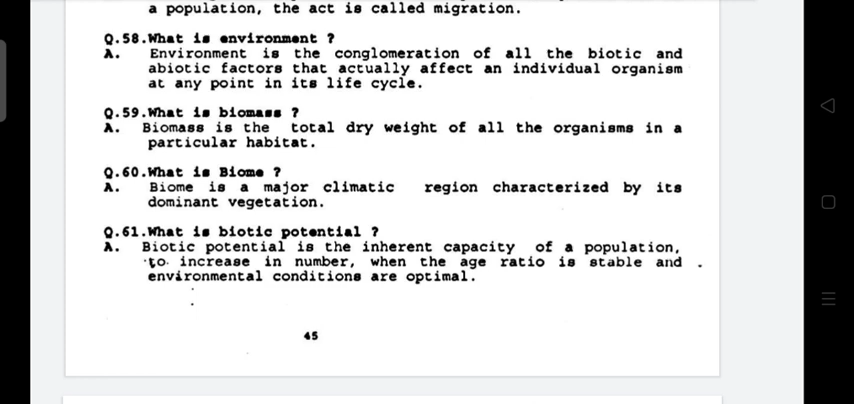 a population, the act is called migration.
Q.58.What is environment ?
A. Environment is the conglomeration of all the biotic and
abiotic factors that actually affect an individual organism
at any point in its life cycle.
Q.59.What is biomass ?
A. Biomass is the total dry weight of all the organisms in a
particular habitat.
Q.60.What is Biome ?
A. Biome is a major climatic region characterized by its
dominant vegetation.
Q.61.What is biotic potential ?
A. Biotic potential is the inherent capacity of a population,
to increase in number, when the age ratio is stable and
environmental conditions are optimal.
45